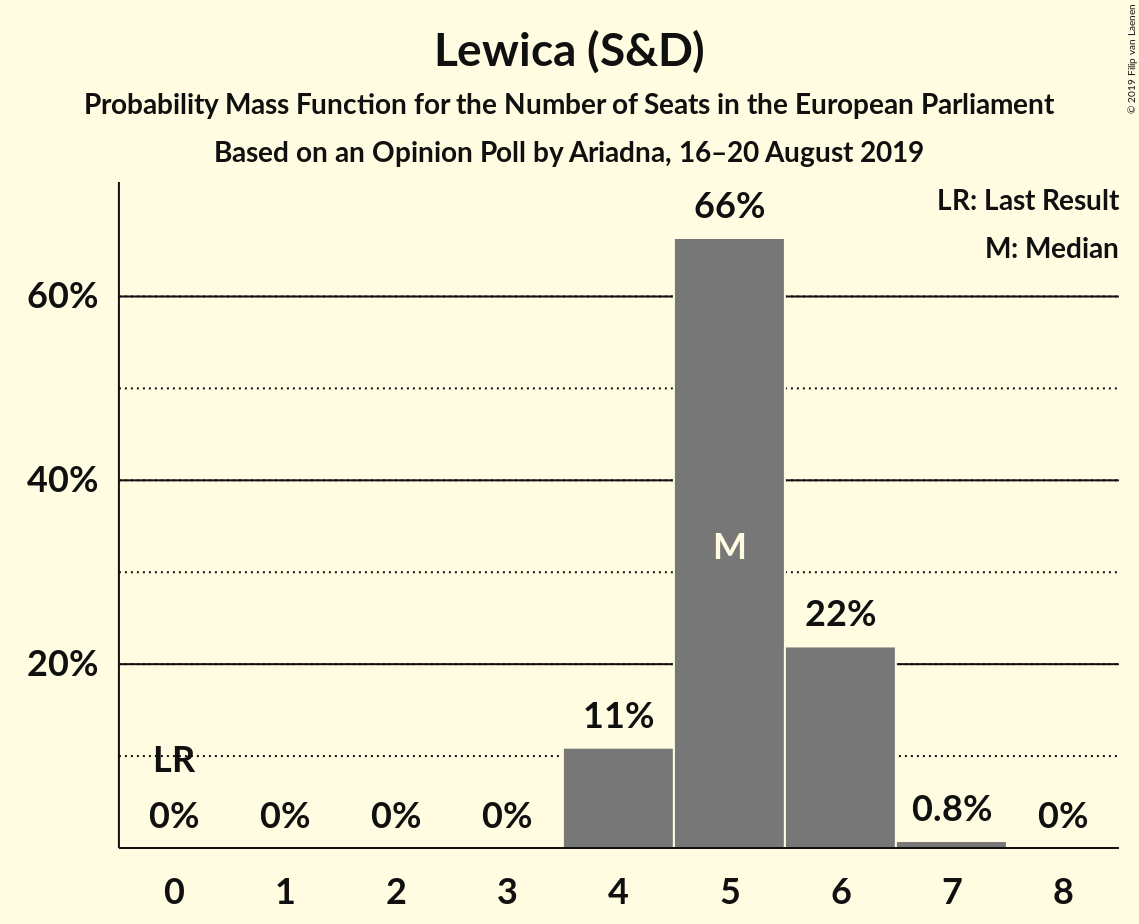 Lewica (S&D)
Probability Mass Function for the Number of Seats in the European Parliament
Based on an Opinion Poll by Ariadna, 16–20 August 2019
© 2019 Filip van Laenen
LR: Last Result
M: Median
66%
60%
40%
M
22%
20%
11%
LR
0%
0%
0%
0%
0.8%
0%
0 1 2 3 4 5 6 7 8